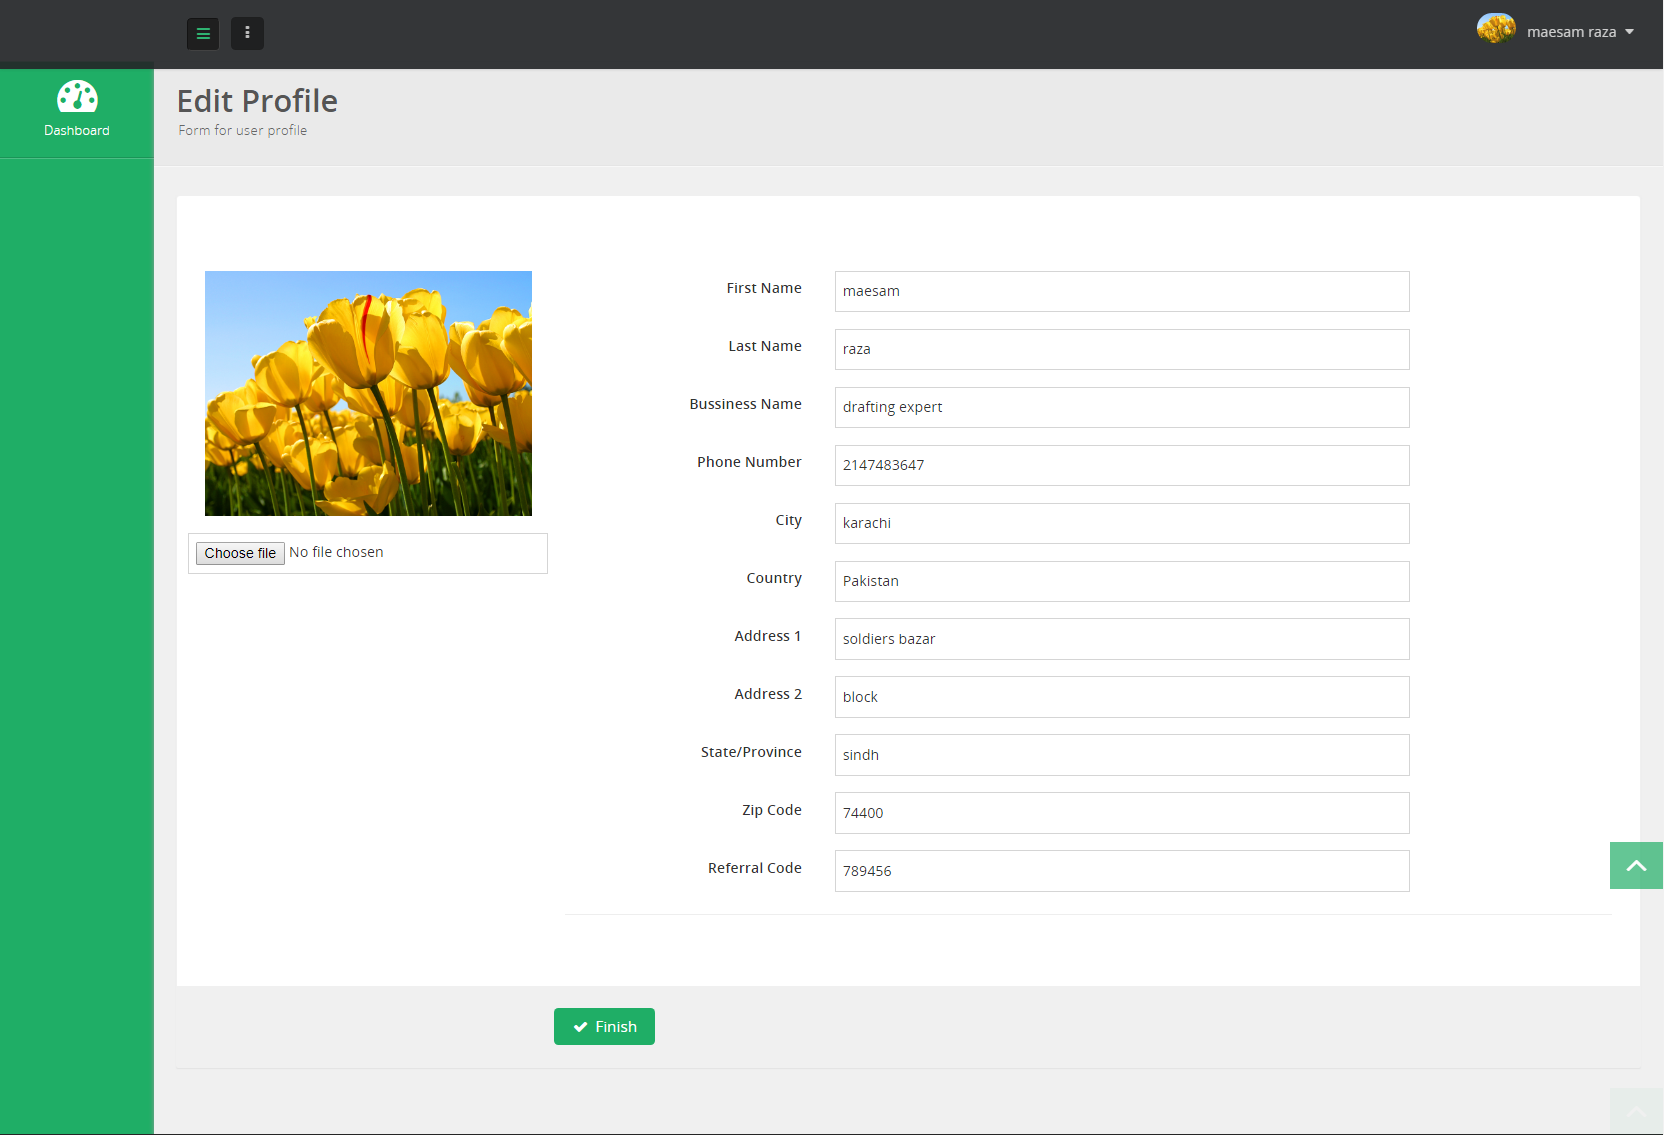 maesam raza
Dashboard
Edit Profile
Form for user profile
First Name
maesam
Last Name
raza
Bussiness Name
drafting expert
Phone Number
2147483647
City
karachi
Country
Pakistan
Address 1
soldiers bazar
Address 2
block
State/Province
sindh
Zip Code
74400
Referral Code
789456
Choose file No file chosen
Finish